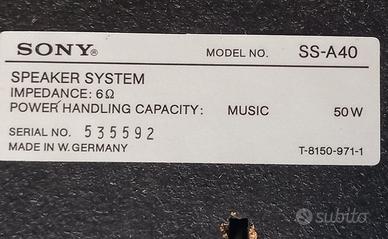 SONY® MODEL NO. SS-A40
SPEAKER SYSTEM
IMPEDANCE: 6Ω
POWER HANDLING CAPACITY: MUSIC 50W
SERIAL NO. 535592
MADE IN W. GERMANY T-8150-971-1
subito